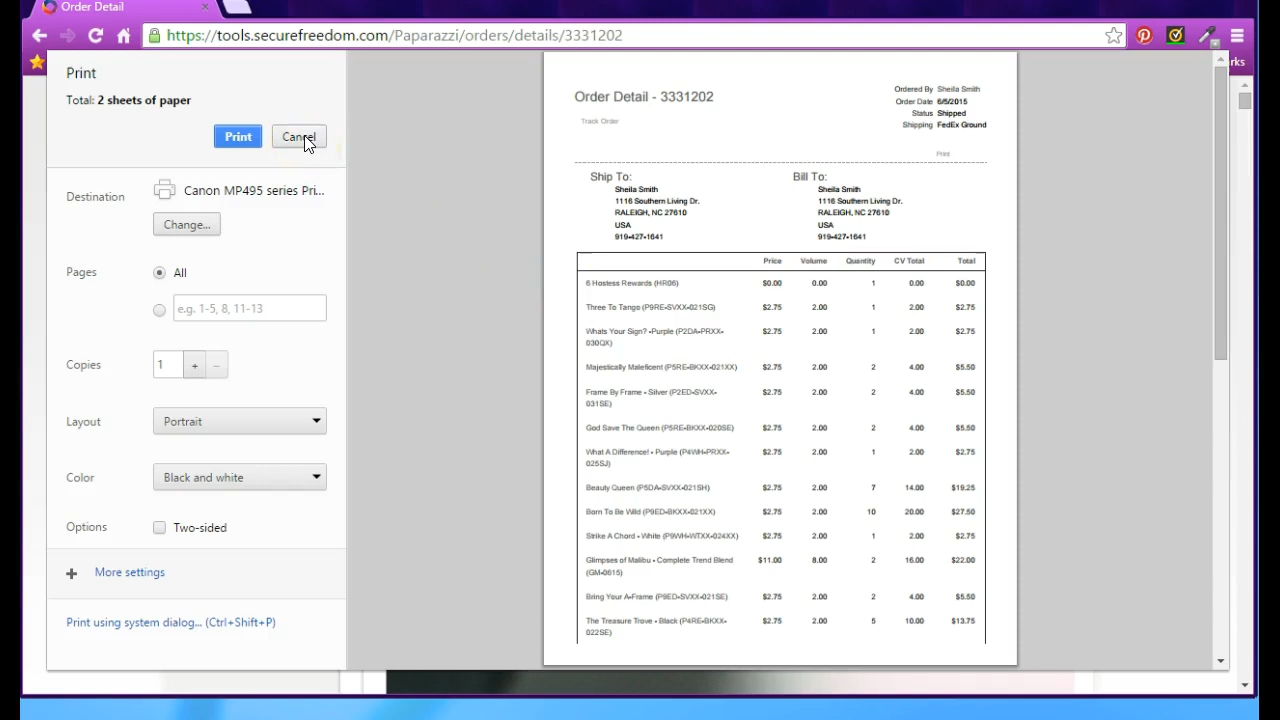 Order Detail
https://tools.securefreedom.com/Paparazzi/orders/details/3331202
rks
Print
Total: 2 sheets of paper
Print Cancel
Destination Canon MP495 series Pri...
Change...
Pages All
e.g. 1-5, 8, 11-13
Copies 1 + -
Layout Portrait
Color Black and white
Options Two-sided
+ More settings
Print using system dialog... (Ctrl+Shift+P)
Order Detail - 3331202
Track Order
Ordered By Sheila Smith
Order Date 6/5/2015
Status Shipped
Shipping FedEx Ground
Print
Ship To: Bill To:
Sheila Smith Sheila Smith
1116 Southern Living Dr. 1116 Southern Living Dr.
RALEIGH, NC 27610 RALEIGH, NC 27610
USA USA
919-427-1641 919-427-1641
Price Volume Quantity CV Total Total
6 Hostess Rewards (HR06) $0.00 0.00 1 0.00 $0.00
Three To Tango (P9RE-SVXX-021SG) $2.75 2.00 1 2.00 $2.75
Whats Your Sign? -Purple (P2DA-PRXX- $2.75 2.00 1 2.00 $2.75
030QX)
Majestically Maleficent (P5RE-BKXX-021XX) $2.75 2.00 2 4.00 $5.50
Frame By Frame - Silver (P2ED-SVXX- $2.75 2.00 2 4.00 $5.50
031SE)
God Save The Queen (P5RE-BKXX-020SE) $2.75 2.00 2 4.00 $5.50
What A Difference! - Purple (P4WH-PRXX- $2.75 2.00 1 2.00 $2.75
025SJ)
Beauty Queen (P5DA-SVXX-021SH) $2.75 2.00 7 14.00 $19.25
Born To Be Wild (P9ED-BKXX-021XX) $2.75 2.00 10 20.00 $27.50
Strike A Chord - White (P9WH-WTXX-024XX) $2.75 2.00 1 2.00 $2.75
Glimpses of Malibu - Complete Trend Blend $11.00 8.00 2 16.00 $22.00
(GM-0615)
Bring Your A-Frame (P9ED-SVXX-021SE) $2.75 2.00 2 4.00 $5.50
The Treasure Trove - Black (P4RE-BKXX- $2.75 2.00 5 10.00 $13.75
022SE)